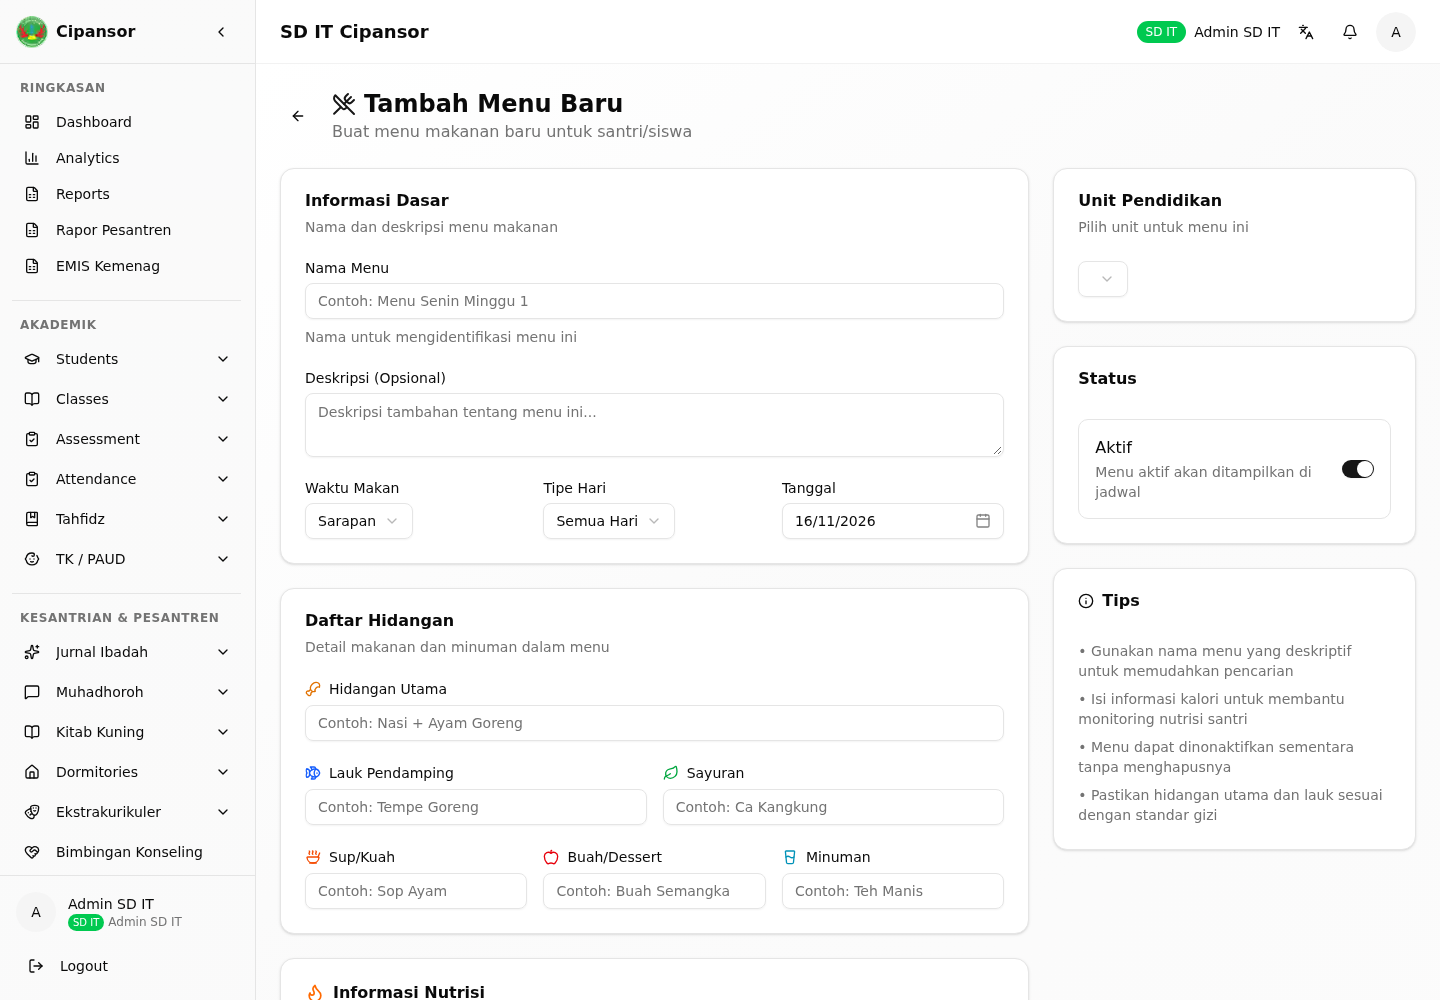 Cipansor
RINGKASAN
Dashboard
Analytics
Reports
Rapor Pesantren
EMIS Kemenag
AKADEMIK
Students
Classes
Assessment
Attendance
Tahfidz
TK / PAUD
KESANTRIAN & PESANTREN
Jurnal Ibadah
Muhadhoroh
Kitab Kuning
Dormitories
Ekstrakurikuler
Bimbingan Konseling
A
Admin SD IT
SD IT Admin SD IT
Logout
SD IT Cipansor
SD IT Admin SD IT
A
Tambah Menu Baru
Buat menu makanan baru untuk santri/siswa
Informasi Dasar
Nama dan deskripsi menu makanan
Nama Menu
Contoh: Menu Senin Minggu 1
Nama untuk mengidentifikasi menu ini
Deskripsi (Opsional)
Deskripsi tambahan tentang menu ini...
Waktu Makan Tipe Hari Tanggal
Sarapan Semua Hari 16/11/2026
Daftar Hidangan
Detail makanan dan minuman dalam menu
Hidangan Utama
Contoh: Nasi + Ayam Goreng
Lauk Pendamping Sayuran
Contoh: Tempe Goreng Contoh: Ca Kangkung
Sup/Kuah Buah/Dessert Minuman
Contoh: Sop Ayam Contoh: Buah Semangka Contoh: Teh Manis
Informasi Nutrisi
Unit Pendidikan
Pilih unit untuk menu ini
Status
Aktif
Menu aktif akan ditampilkan di
jadwal
Tips
• Gunakan nama menu yang deskriptif
untuk memudahkan pencarian
• Isi informasi kalori untuk membantu
monitoring nutrisi santri
• Menu dapat dinonaktifkan sementara
tanpa menghapusnya
• Pastikan hidangan utama dan lauk sesuai
dengan standar gizi